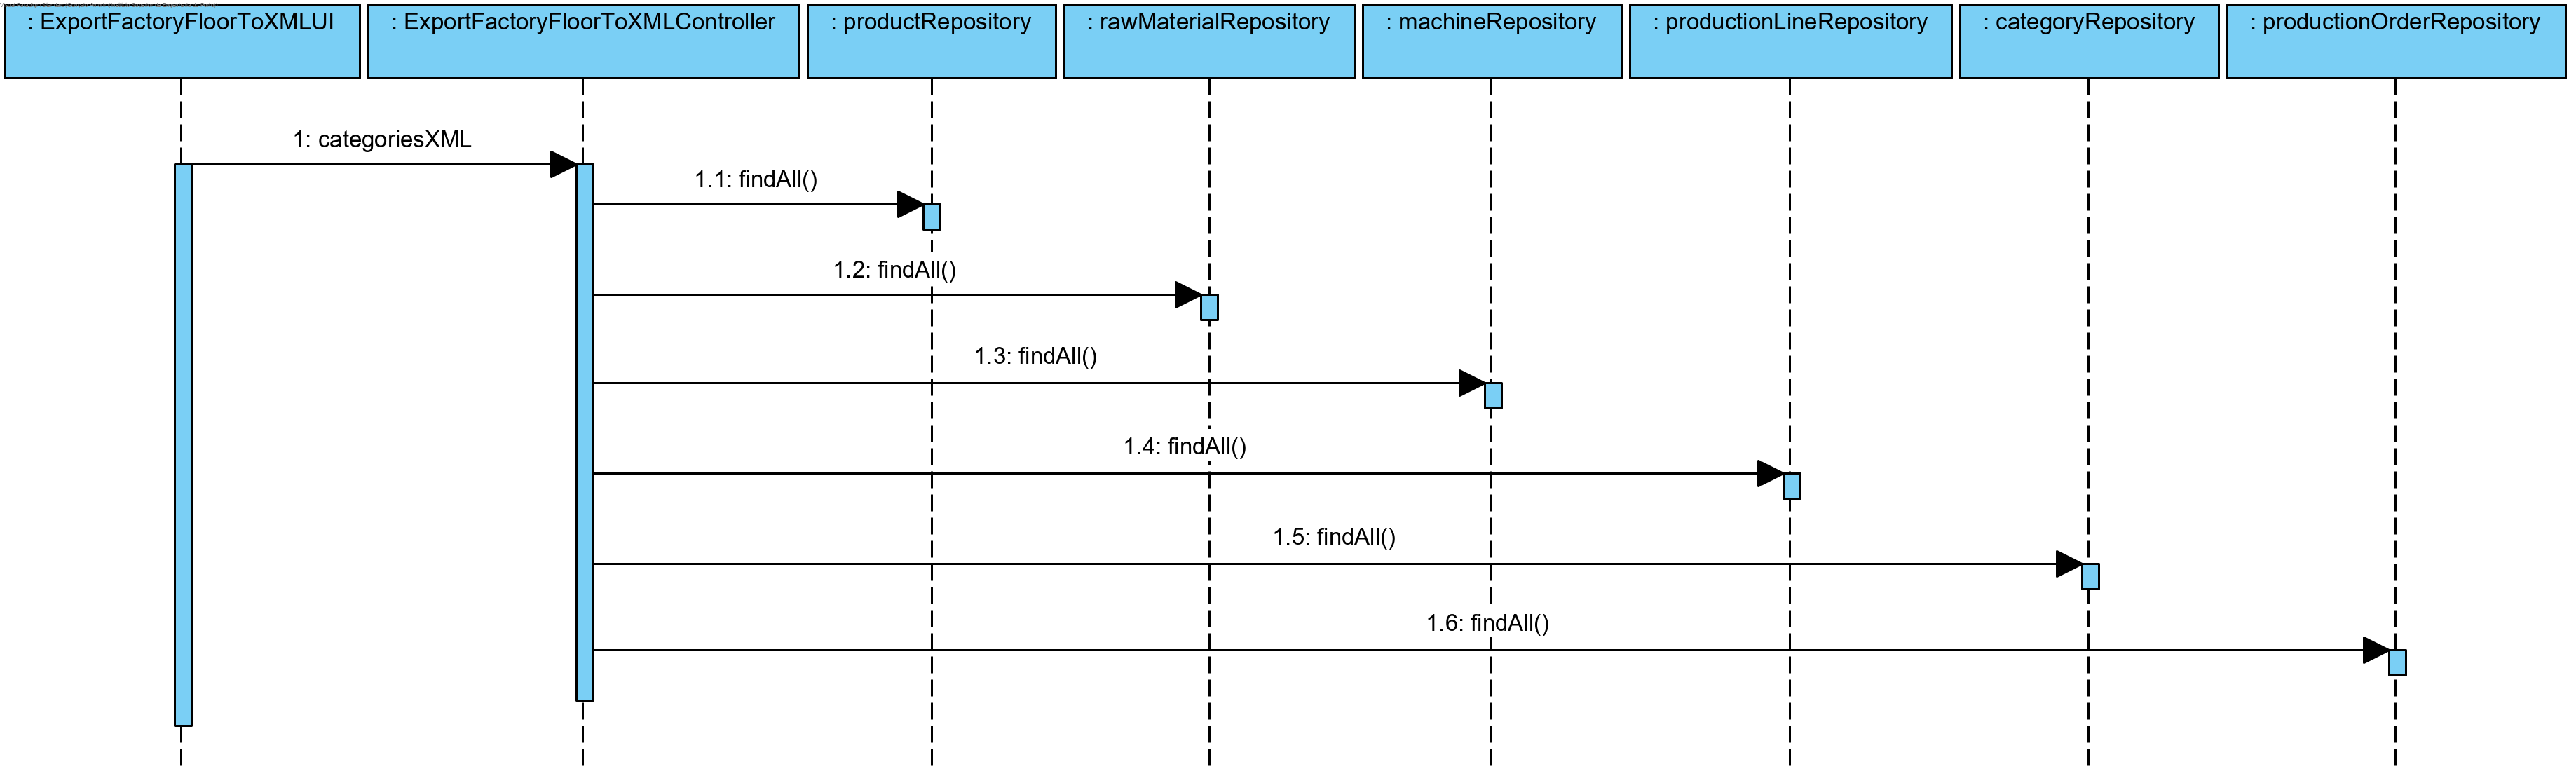 : ExportFactoryFloorToXMLUI
: ExportFactoryFloorToXMLController
: productRepository
: rawMaterialRepository
: machineRepository
: productionLineRepository
: categoryRepository
: productionOrderRepository
1: categoriesXML
1.1: findAll()
1.2: findAll()
1.3: findAll()
1.4: findAll()
1.5: findAll()
1.6: findAll()